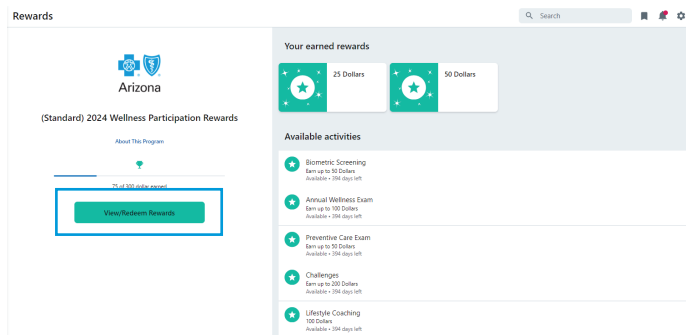 Rewards
Search
Arizona
(Standard) 2024 Wellness Participation Rewards
About This Program
75 of 300 dollar earned
View/Redeem Rewards
Your earned rewards
25 Dollars
50 Dollars
Available activities
Biometric Screening
Earn up to 50 Dollars
Available • 394 days left
Annual Wellness Exam
Earn up to 100 Dollars
Available • 394 days left
Preventive Care Exam
Earn up to 50 Dollars
Available • 394 days left
Challenges
Earn up to 200 Dollars
Available • 394 days left
Lifestyle Coaching
100 Dollars
Available • 394 days left